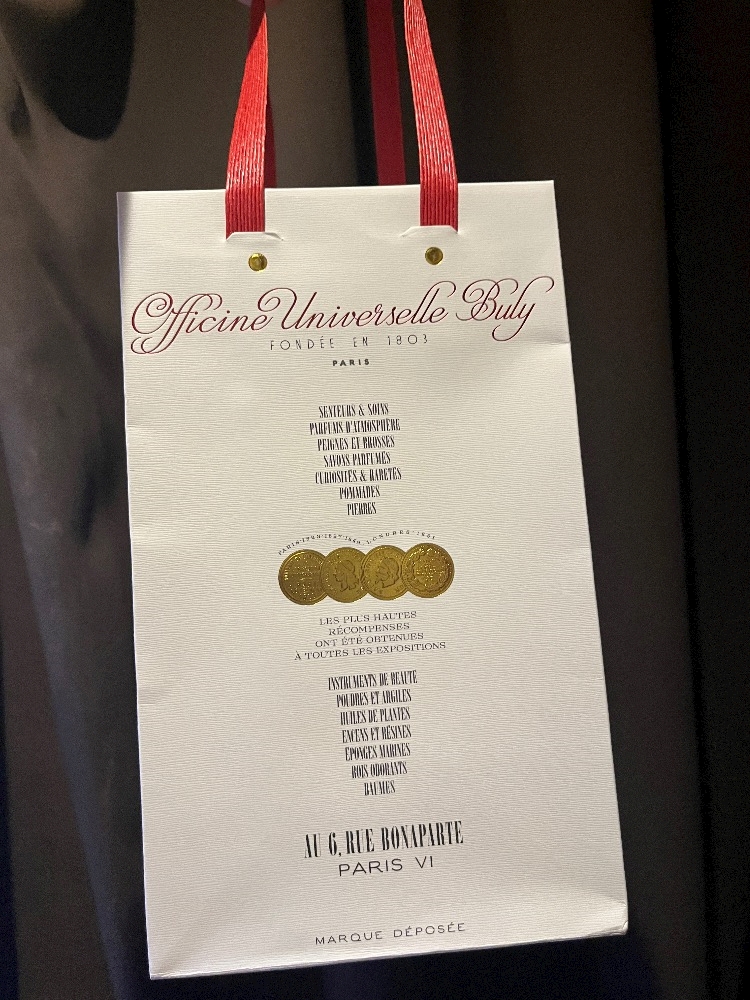 Officine Universelle Buly
FONDÉE EN 1803
PARIS
SENTEURS & SOINS
PARFUMS D'ATMOSPHÈRE
PEIGNES ET BROSSES
SAVONS PARFUMÉS
CURIOSITÉS & RARETÉS
POMMADES
PIERRES
LONDRES
LES PLUS HAUTES
RÉCOMPENSES
ONT ÉTÉ OBTENUES
À TOUTES LES EXPOSITIONS
INSTRUMENTS DE BEAUTÉ
POUDRES ET ARGILES
HUILES DE PLANTES
ENCENS ET RÉSINES
ÉPONGES MARINES
BOIS ODORANTS
BAUMES
AU 6, RUE BONAPARTE
PARIS VI
MARQUE DÉPOSÉE